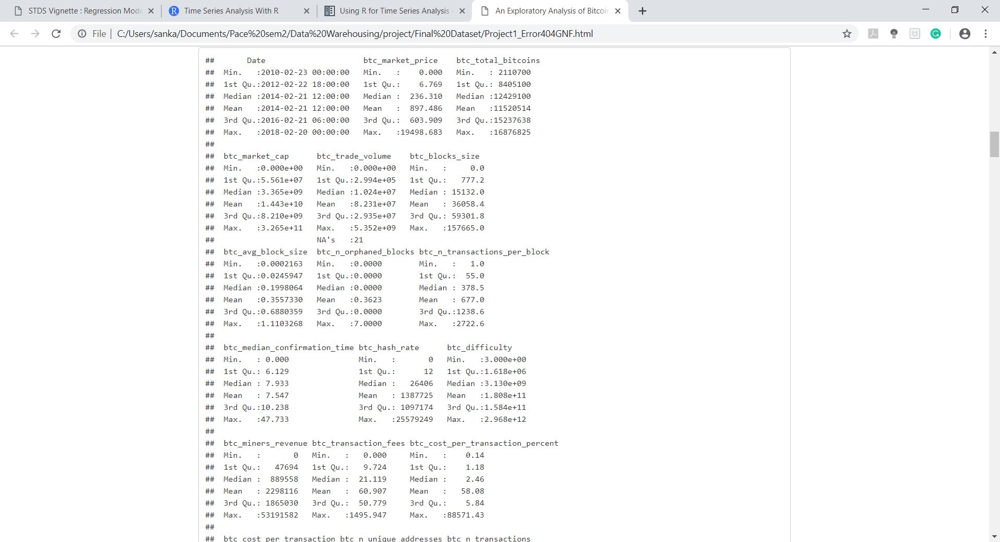 STDS Vignette : Regression Mode
Time Series Analysis With R
Using R for Time Series Analysis -
An Exploratory Analysis of Bitcoin
File | C:/Users/sanka/Documents/Pace%20sem2/Data%20Warehousing/project/Final%20Dataset/Project1_Error404GNF.html
##       Date                     btc_market_price    btc_total_bitcoins
##  Min.   :2010-02-23 00:00:00   Min.   :    0.000   Min.   : 2110700
##  1st Qu.:2012-02-22 18:00:00   1st Qu.:    6.769   1st Qu.: 8405100
##  Median :2014-02-21 12:00:00   Median :  236.310   Median :12429100
##  Mean   :2014-02-21 12:00:00   Mean   :  897.486   Mean   :11520514
##  3rd Qu.:2016-02-21 06:00:00   3rd Qu.:  603.909   3rd Qu.:15237638
##  Max.   :2018-02-20 00:00:00   Max.   :19498.683   Max.   :16876825
##
##  btc_market_cap      btc_trade_volume    btc_blocks_size
##  Min.   :0.000e+00   Min.   :0.000e+00   Min.   :     0.0
##  1st Qu.:5.561e+07   1st Qu.:2.994e+05   1st Qu.:   777.2
##  Median :3.365e+09   Median :1.024e+07   Median : 15132.0
##  Mean   :1.443e+10   Mean   :8.231e+07   Mean   : 36058.4
##  3rd Qu.:8.210e+09   3rd Qu.:2.935e+07   3rd Qu.: 59301.8
##  Max.   :3.265e+11   Max.   :5.352e+09   Max.   :157665.0
##                      NA's   :21
##  btc_avg_block_size  btc_n_orphaned_blocks btc_n_transactions_per_block
##  Min.   :0.0002163   Min.   :0.0000        Min.   :   1.0
##  1st Qu.:0.0245947   1st Qu.:0.0000        1st Qu.:  55.0
##  Median :0.1998064   Median :0.0000        Median : 378.5
##  Mean   :0.3557330   Mean   :0.3623        Mean   : 677.0
##  3rd Qu.:0.6880359   3rd Qu.:0.0000        3rd Qu.:1238.6
##  Max.   :1.1103268   Max.   :7.0000        Max.   :2722.6
##
##  btc_median_confirmation_time btc_hash_rate      btc_difficulty
##  Min.   : 0.000               Min.   :       0   Min.   :3.000e+00
##  1st Qu.: 6.129               1st Qu.:      12   1st Qu.:1.618e+06
##  Median : 7.933               Median :   26406   Median :3.130e+09
##  Mean   : 7.547               Mean   : 1387725   Mean   :1.808e+11
##  3rd Qu.:10.238               3rd Qu.: 1097174   3rd Qu.:1.584e+11
##  Max.   :47.733               Max.   :25579249   Max.   :2.968e+12
##
##  btc_miners_revenue btc_transaction_fees btc_cost_per_transaction_percent
##  Min.   :       0   Min.   :   0.000     Min.   :    0.14
##  1st Qu.:   47694   1st Qu.:   9.724     1st Qu.:    1.18
##  Median :  889558   Median :  21.119     Median :    2.46
##  Mean   : 2298116   Mean   :  60.907     Mean   :   58.08
##  3rd Qu.: 1865030   3rd Qu.:  50.779     3rd Qu.:    5.84
##  Max.   :53191582   Max.   :1495.947     Max.   :88571.43
##
##  btc_cost_per_transaction btc_n_unique_addresses btc_n_transactions